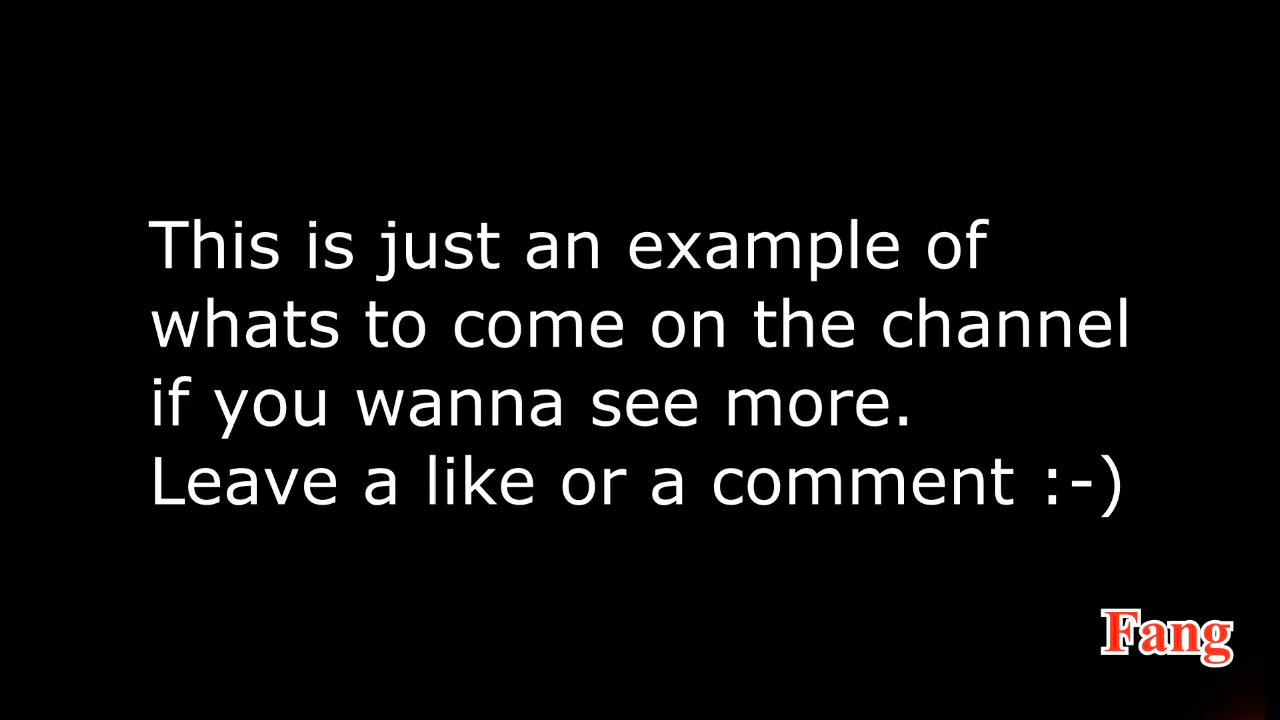 This is just an example of
whats to come on the channel
if you wanna see more.
Leave a like or a comment :-)
Fang